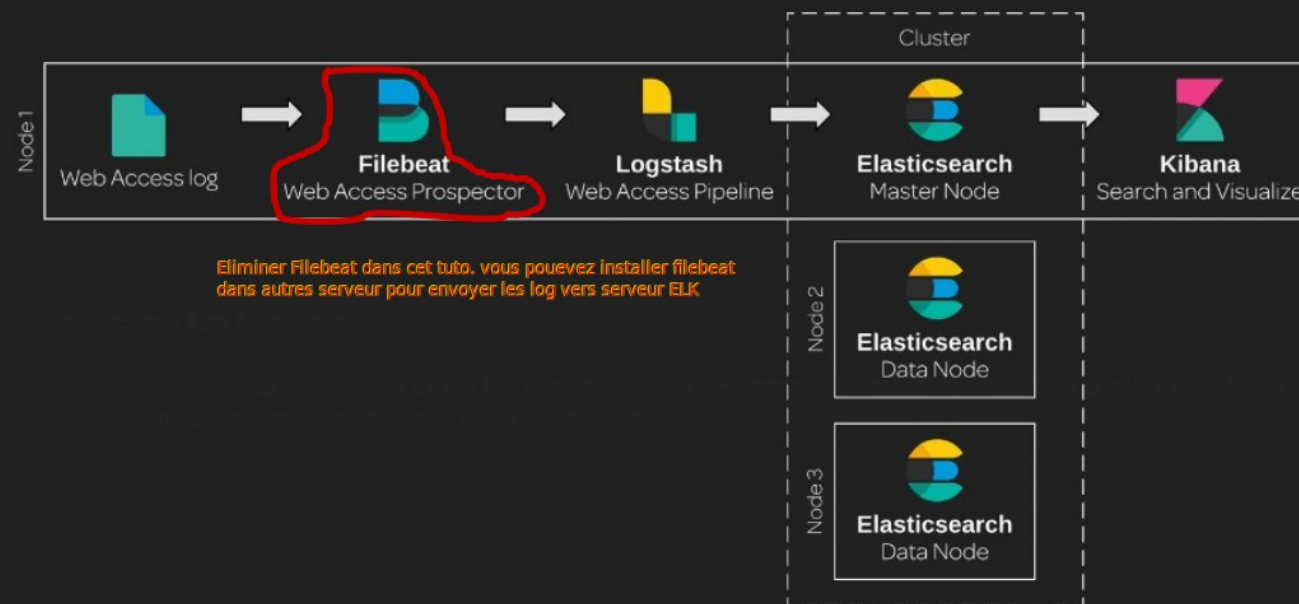 Cluster
Node 1
Web Access log
Filebeat
Web Access Prospector
Logstash
Web Access Pipeline
Elasticsearch
Master Node
Kibana
Search and Visualize
Eliminer Filebeat dans cet tuto. vous pouevez installer filebeat
dans autres serveur pour envoyer les log vers serveur ELK
Node 2
Elasticsearch
Data Node
Node 3
Elasticsearch
Data Node